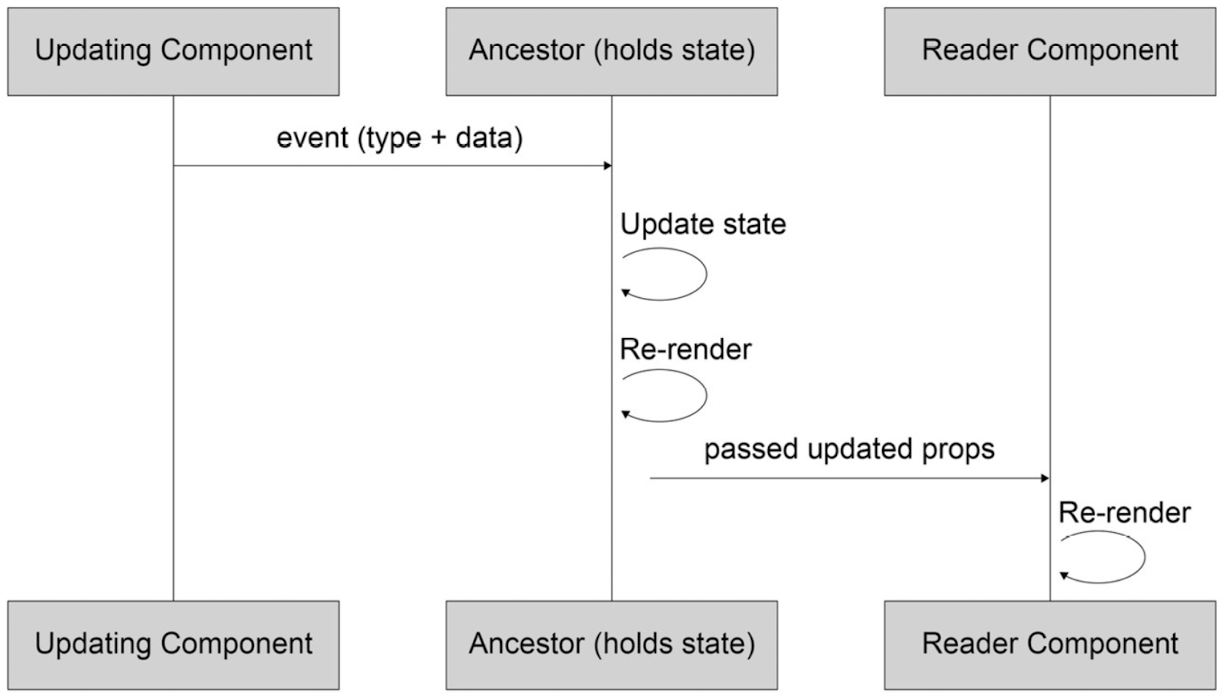 Updating Component
Ancestor (holds state)
Reader Component
event (type + data)
Update state
Re-render
passed updated props
Re-render
Updating Component
Ancestor (holds state)
Reader Component